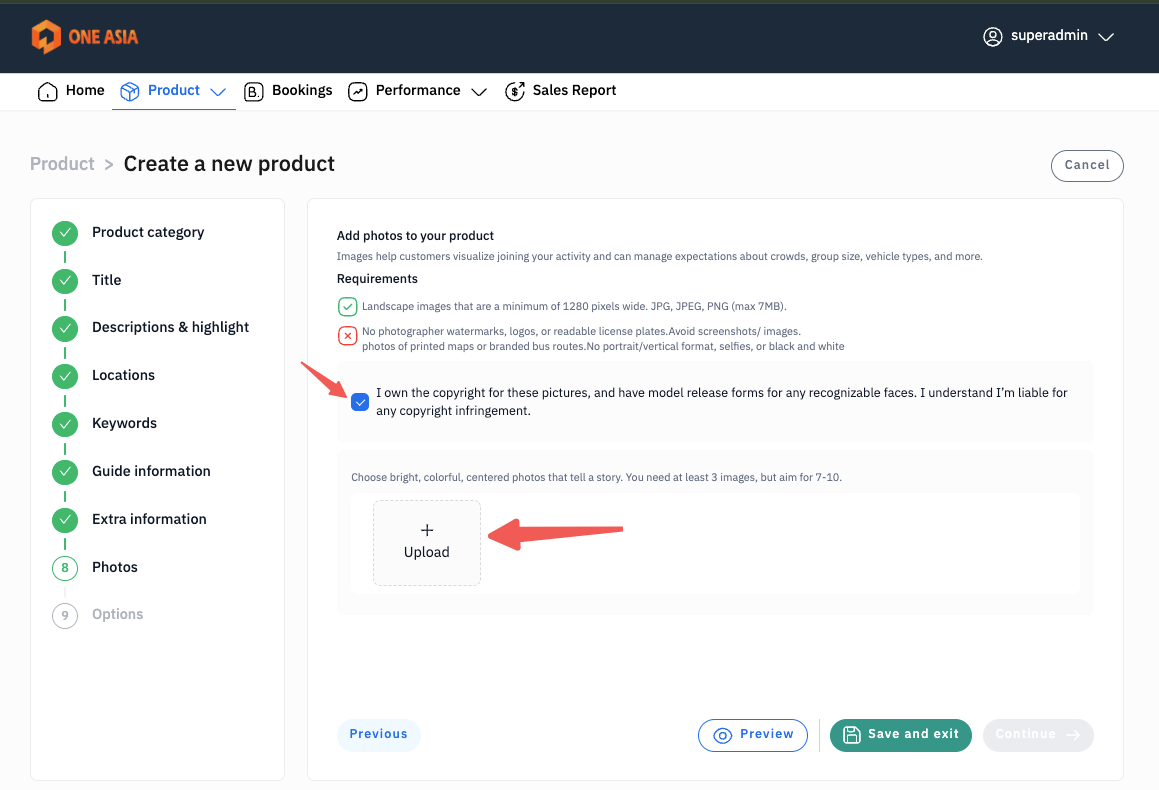 ONE ASIA
superadmin
Home
Product
B.
Bookings
Performance
$
Sales Report
Product > Create a new product
Cancel
Product category
Title
Descriptions & highlight
Locations
Keywords
Guide information
Extra information
8
Photos
9
Options
Add photos to your product
Images help customers visualize joining your activity and can manage expectations about crowds, group size, vehicle types, and more.
Requirements
Landscape images that are a minimum of 1280 pixels wide. JPG, JPEG, PNG (max 7MB).
No photographer watermarks, logos, or readable license plates.Avoid screenshots/ images.
photos of printed maps or branded bus routes.No portrait/vertical format, selfies, or black and white
I own the copyright for these pictures, and have model release forms for any recognizable faces. I understand I'm liable for
any copyright infringement.
Choose bright, colorful, centered photos that tell a story. You need at least 3 images, but aim for 7-10.
+
Upload
Previous
Preview
Save and exit
Continue →